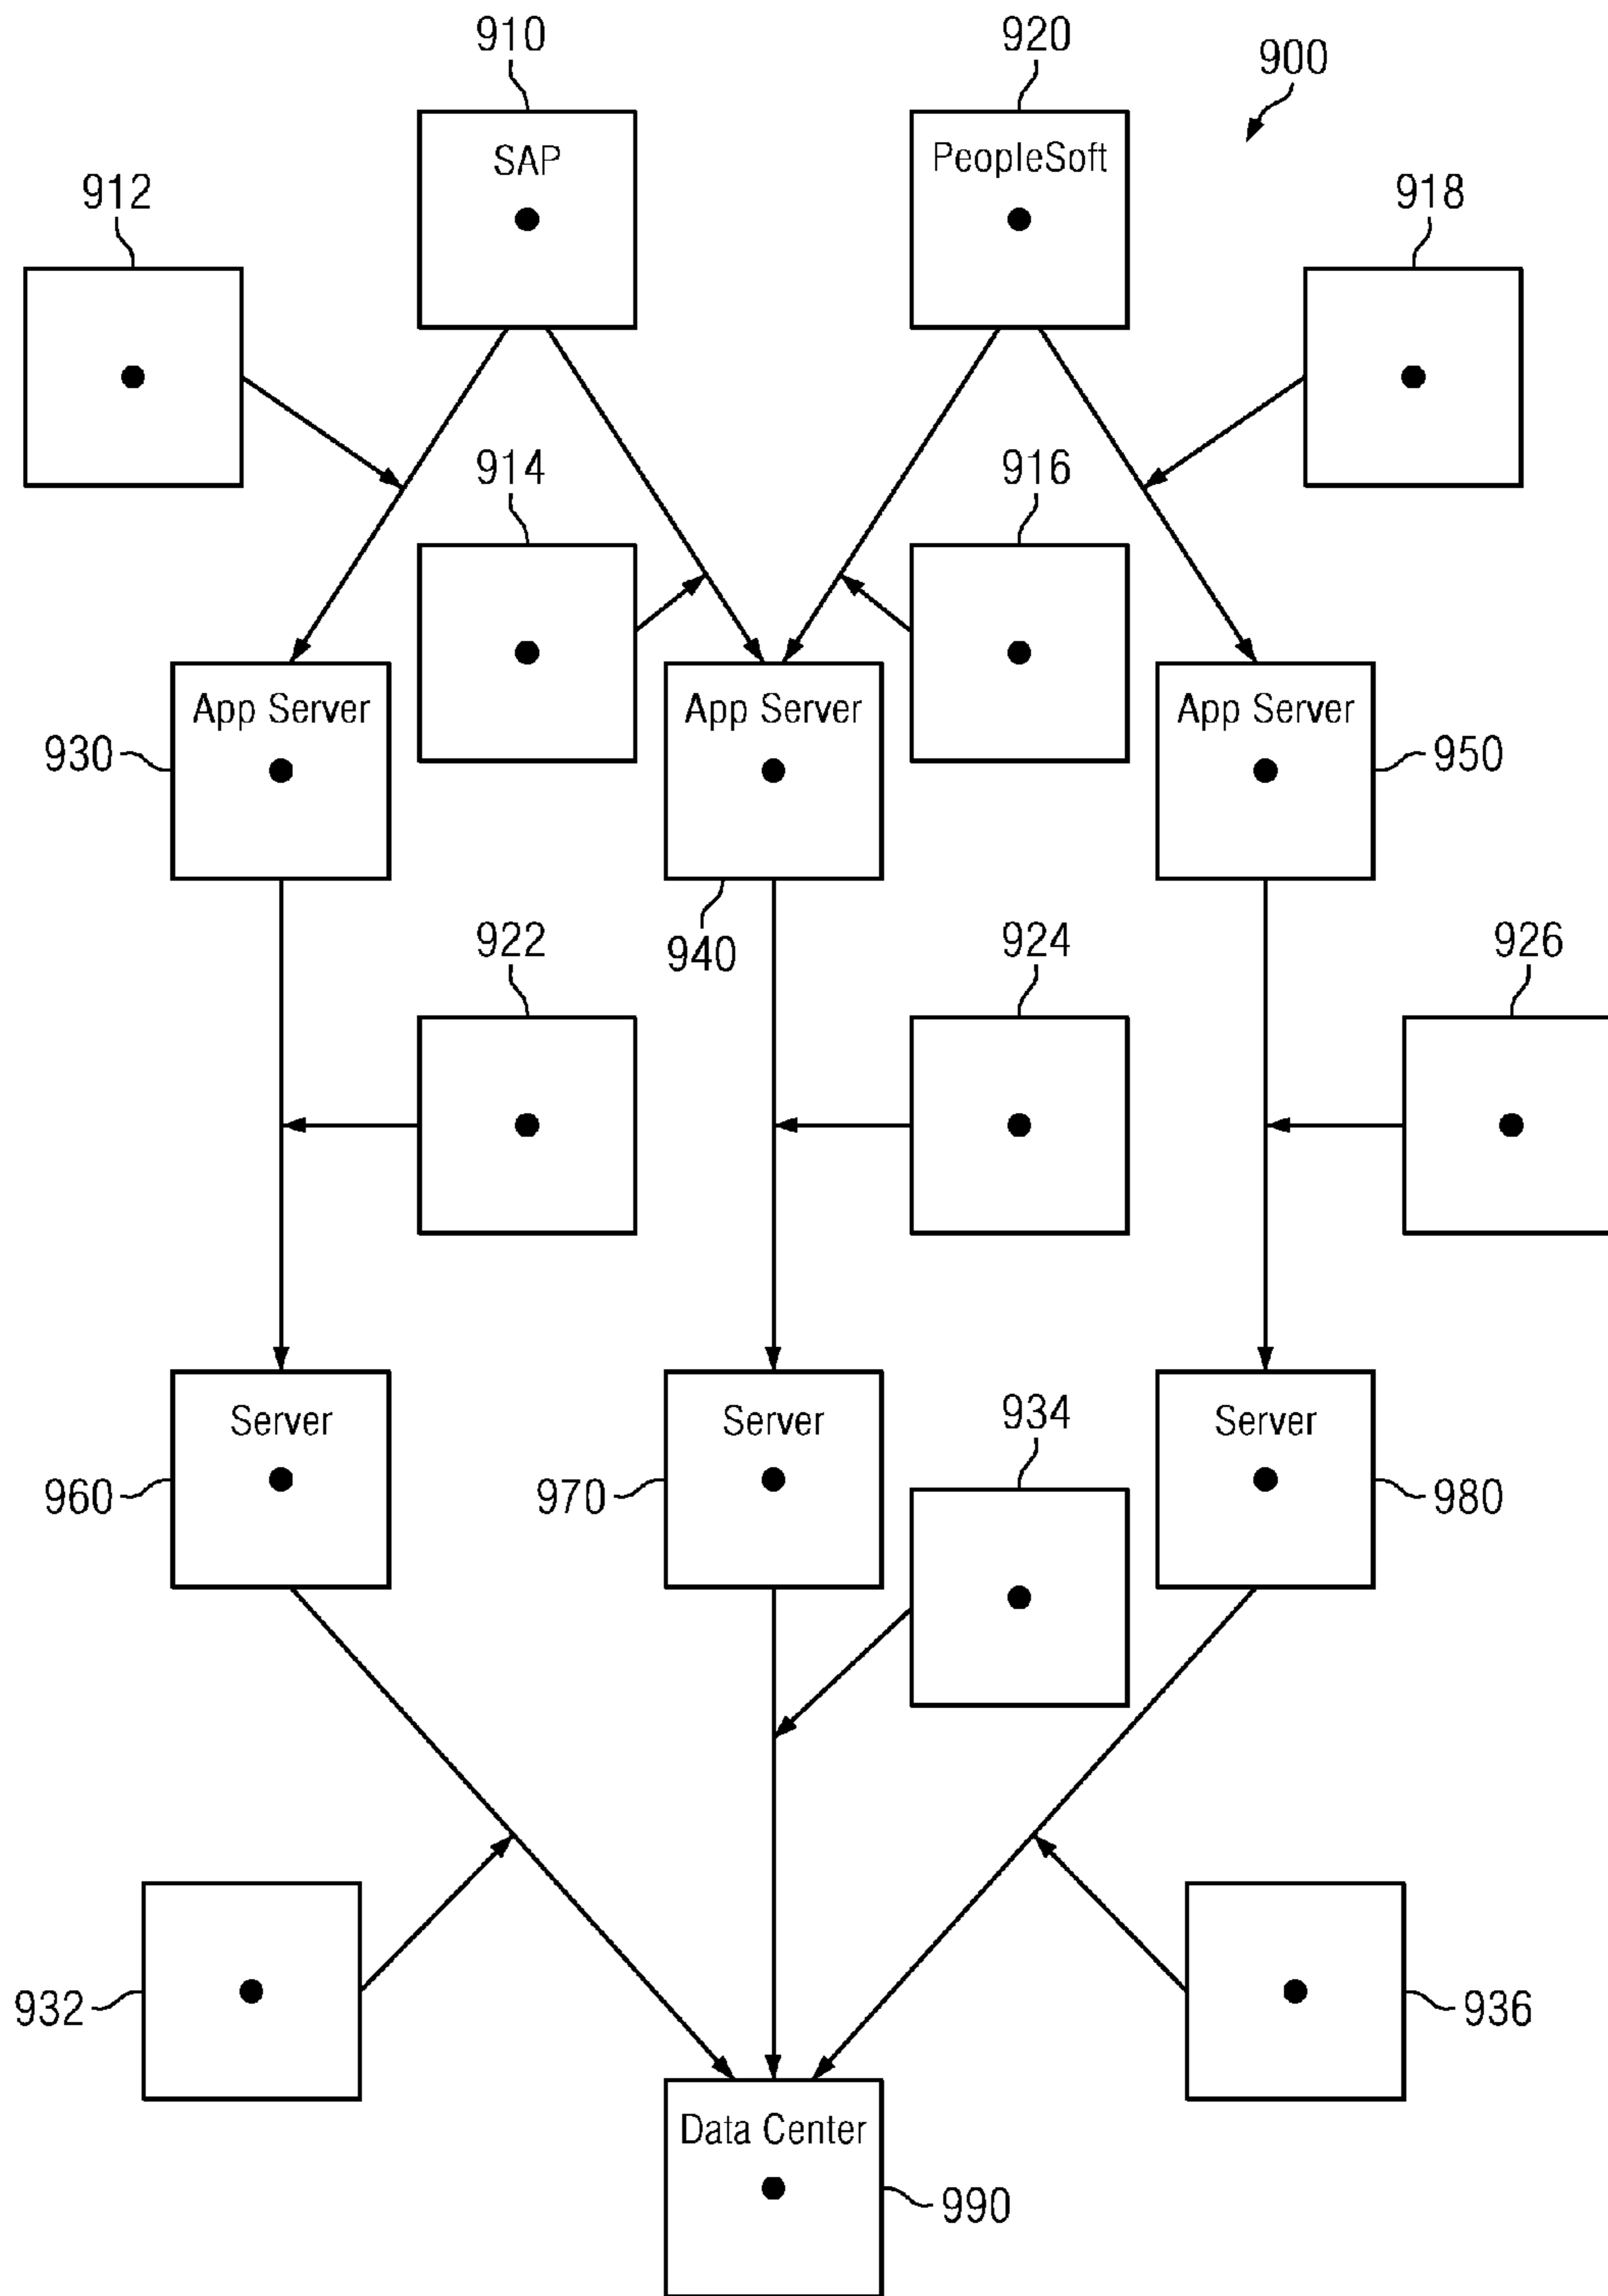 910
920
900
SAP
PeopleSoft
912
918
914
916
App Server
App Server
App Server
930
950
940
922
924
926
Server
Server
Server
934
960
970
980
932
936
Data Center
990